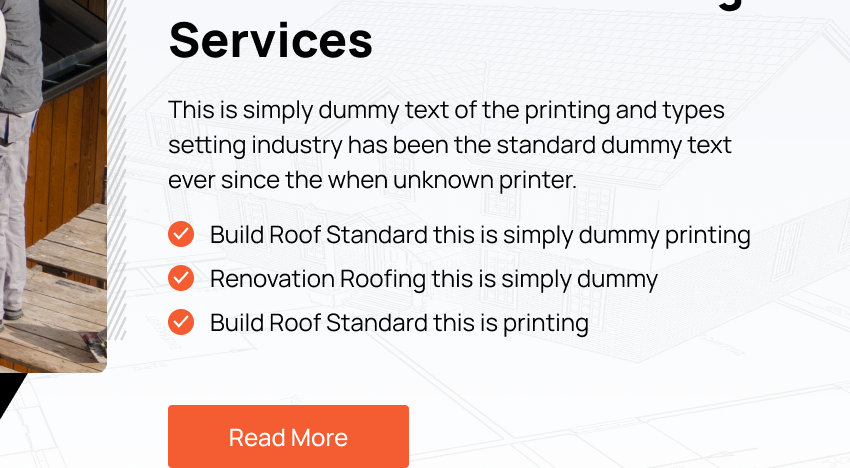 Services
This is simply dummy text of the printing and types
setting industry has been the standard dummy text
ever since the when unknown printer.
Build Roof Standard this is simply dummy printing
Renovation Roofing this is simply dummy
Build Roof Standard this is printing
Read More